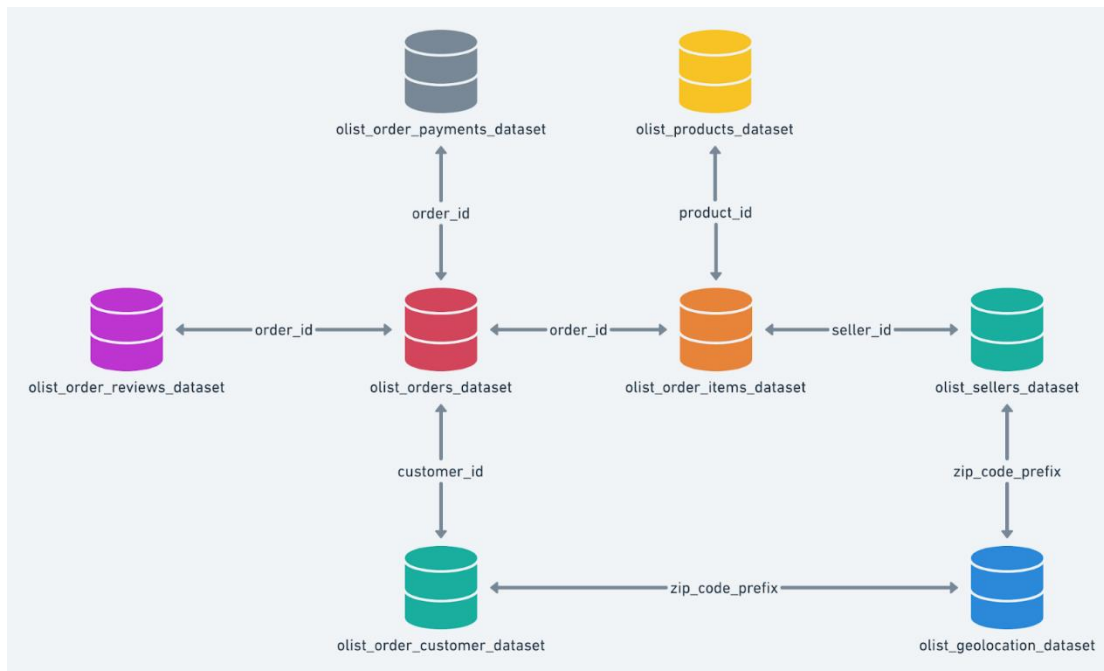 olist_order_payments_dataset
olist_products_dataset
order_id
product_id
order_id
order_id
seller_id
olist_order_reviews_dataset
olist_orders_dataset
olist_order_items_dataset
olist_sellers_dataset
customer_id
zip_code_prefix
zip_code_prefix
olist_order_customer_dataset
olist_geolocation_dataset